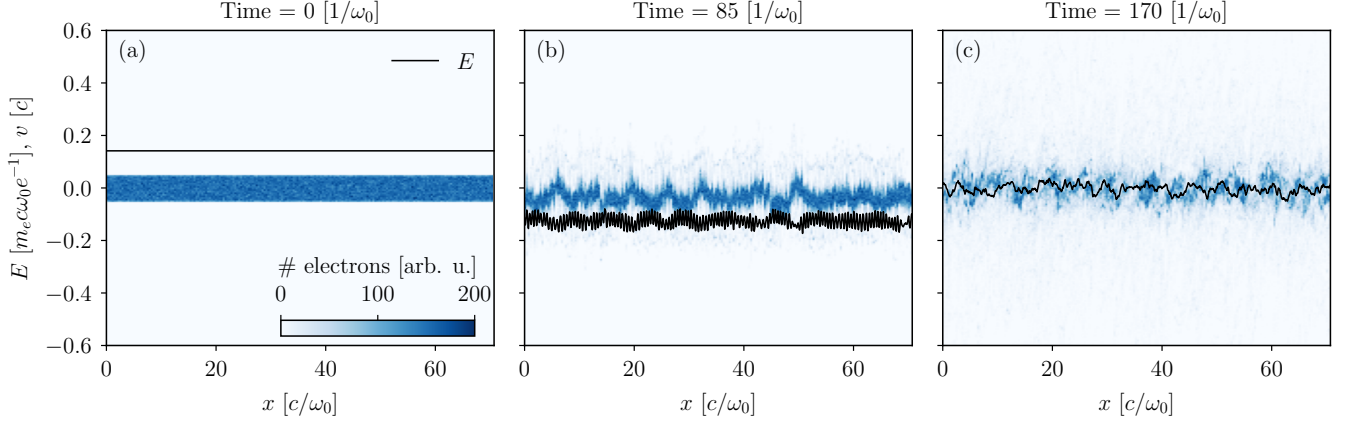 Time = 0 [1/ω₀]
Time = 85 [1/ω₀]
Time = 170 [1/ω₀]
(a)
E
(b)
(c)
E [mₑcω₀e⁻¹], v [c]
0.6
0.4
0.2
0.0
−0.2
−0.4
−0.6
# electrons [arb. u.]
0 100 200
0 20 40 60
0 20 40 60
0 20 40 60
x [c/ω₀]
x [c/ω₀]
x [c/ω₀]